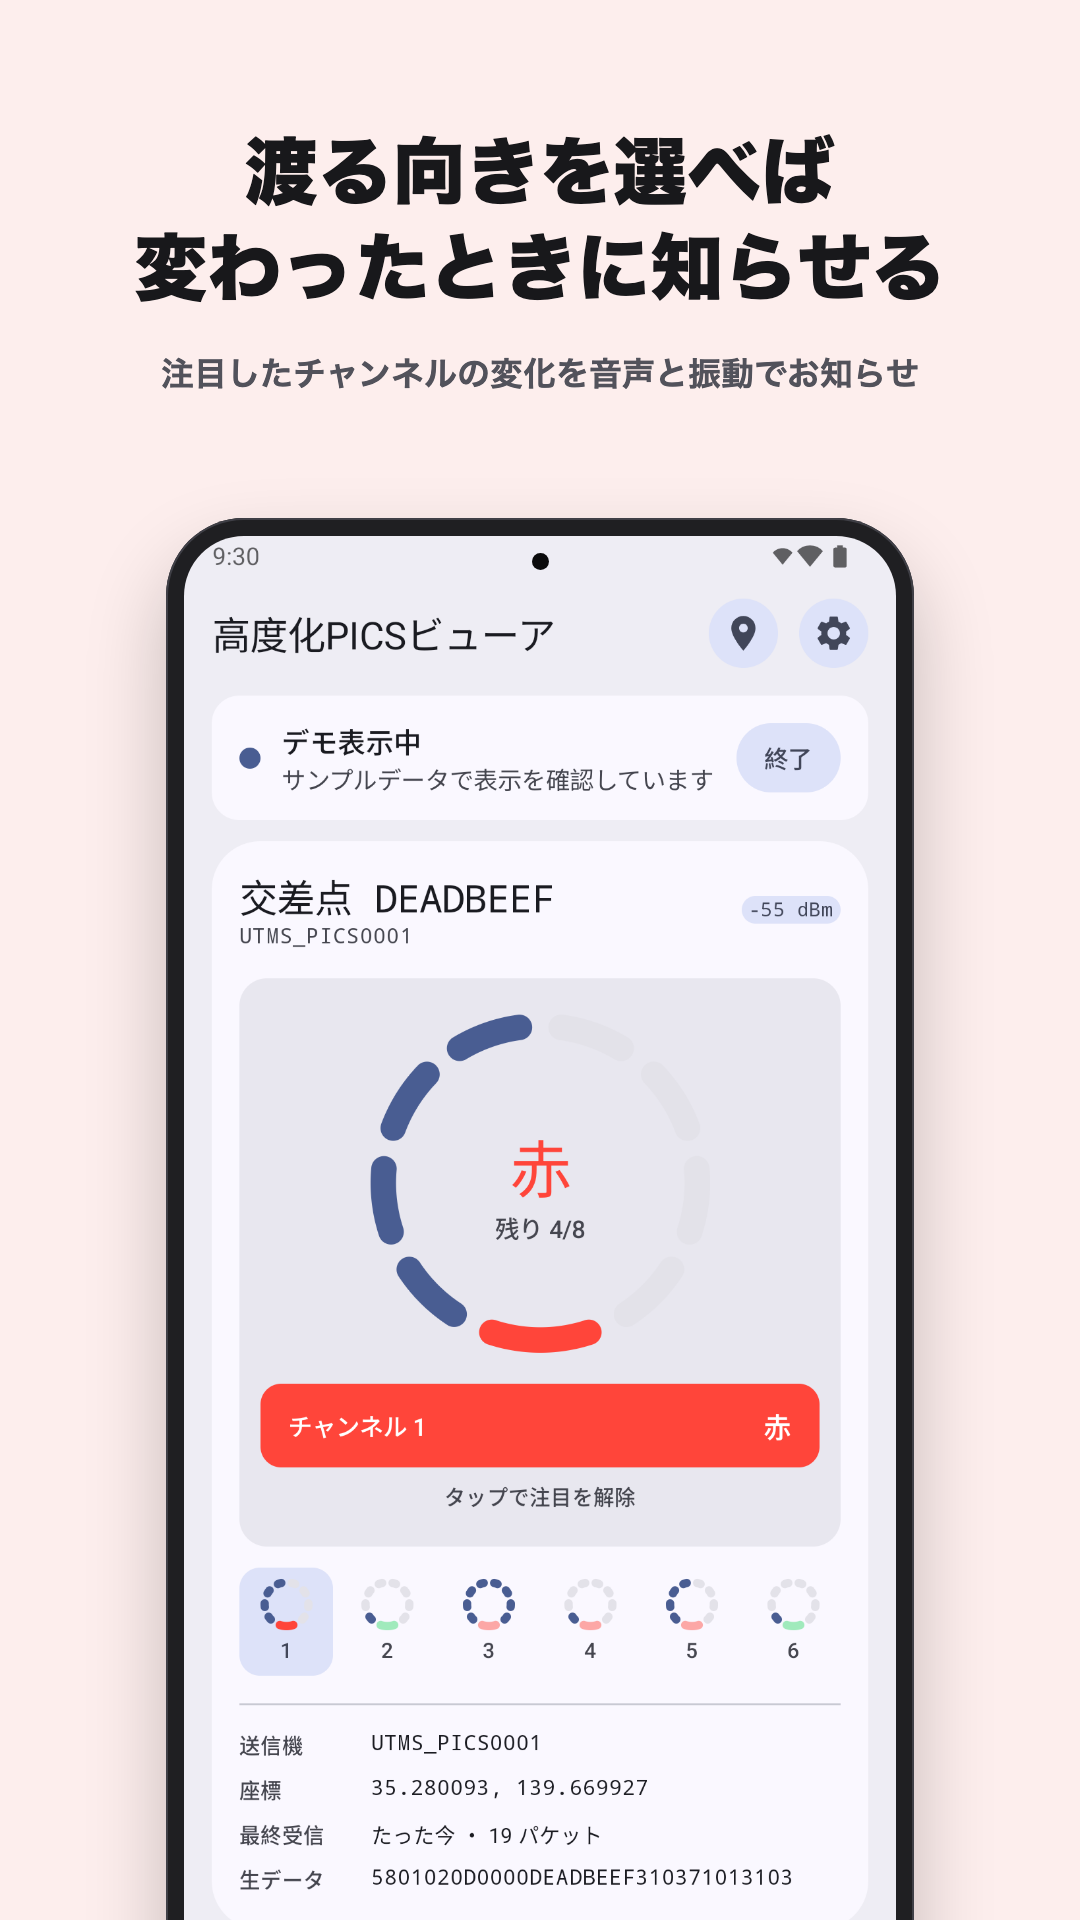 渡る向きを選べば
変わったときに知らせる
注目したチャンネルの変化を音声と振動でお知らせ
9:30
高度化PICSビューア
デモ表示中
サンプルデータで表示を確認しています
終了
交差点 DEADBEEF
-55 dBm
UTMS_PICS0001
赤
残り 4/8
チャンネル 1 赤
タップで注目を解除
1 2 3 4 5 6
送信機 UTMS_PICS0001
座標 35.280093, 139.669927
最終受信 たった今 ・ 19 パケット
生データ 5801020D0000DEADBEEF310371013103